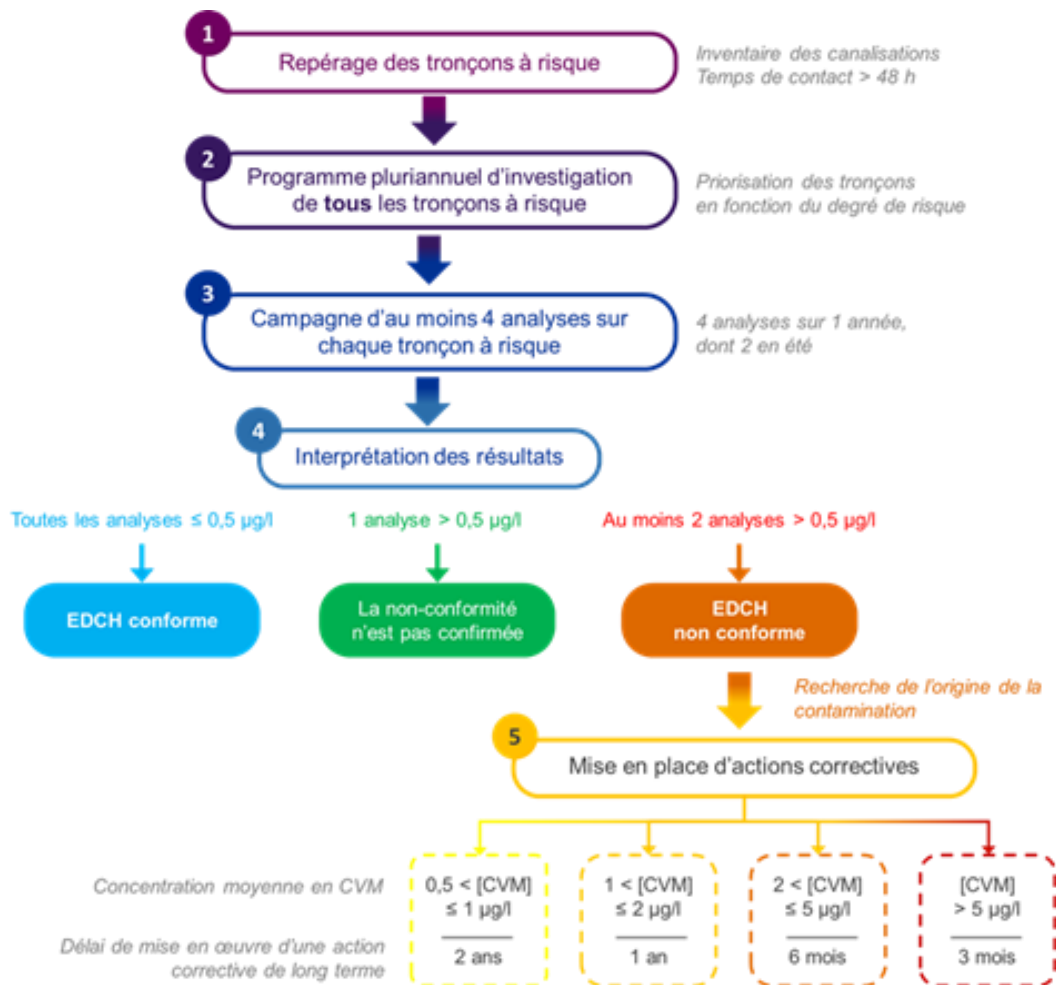 1
Repérage des tronçons à risque
Inventaire des canalisations
Temps de contact > 48 h
2
Programme pluriannuel d'investigation
de tous les tronçons à risque
Priorisation des tronçons
en fonction du degré de risque
3
Campagne d'au moins 4 analyses sur
chaque tronçon à risque
4 analyses sur 1 année,
dont 2 en été
4
Interprétation des résultats
Toutes les analyses ≤ 0,5 µg/l
1 analyse > 0,5 µg/l
Au moins 2 analyses > 0,5 µg/l
EDCH conforme
La non-conformité
n'est pas confirmée
EDCH
non conforme
Recherche de l'origine de la
contamination
5
Mise en place d'actions correctives
Concentration moyenne en CVM
0,5 < [CVM]
≤ 1 µg/l
1 < [CVM]
≤ 2 µg/l
2 < [CVM]
≤ 5 µg/l
[CVM]
> 5 µg/l
Délai de mise en œuvre d'une action
corrective de long terme
2 ans
1 an
6 mois
3 mois